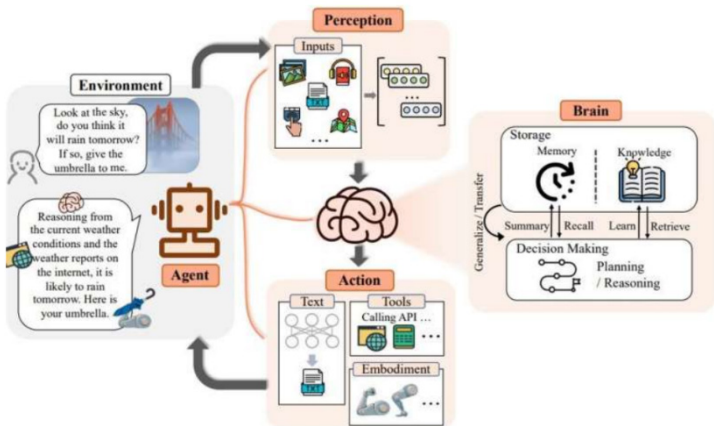 Perception
Inputs
TXT
...
...
Environment
Look at the sky,
do you think it
will rain tomorrow?
If so, give the
umbrella to me.
Reasoning from
the current weather
conditions and the
weather reports on
the internet, it is
likely to rain
tomorrow. Here is
your umbrella.
Agent
Action
Text
TXT
Tools
Calling API ...
...
Embodiment
...
Brain
Storage
Memory
Knowledge
Generalize / Transfer
Summary
Recall
Learn
Retrieve
Decision Making
Planning
/ Reasoning